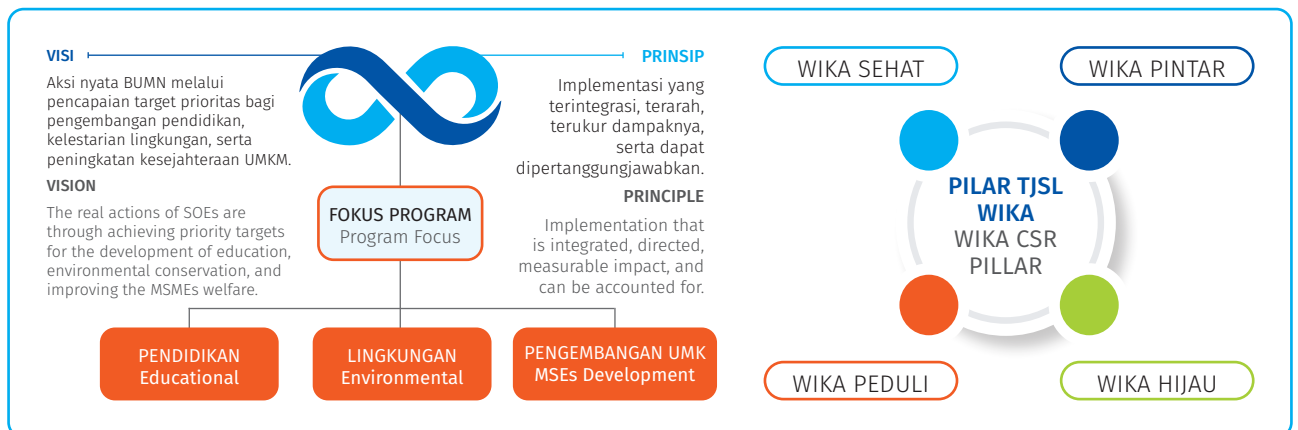 VISI
Aksi nyata BUMN melalui
pencapaian target prioritas bagi
pengembangan pendidikan,
kelestarian lingkungan, serta
peningkatan kesejahteraan UMKM.
VISION
The real actions of SOEs are
through achieving priority targets
for the development of education,
environmental conservation, and
improving the MSMEs welfare.
PRINSIP
Implementasi yang
terintegrasi, terarah,
terukur dampaknya,
serta dapat
dipertanggungjawabkan.
PRINCIPLE
Implementation that
is integrated, directed,
measurable impact, and
can be accounted for.
FOKUS PROGRAM
Program Focus
PENDIDIKAN
Educational
LINGKUNGAN
Environmental
PENGEMBANGAN UMK
MSEs Development
WIKA SEHAT
WIKA PINTAR
PILAR TJSL
WIKA
WIKA CSR
PILLAR
WIKA PEDULI
WIKA HIJAU